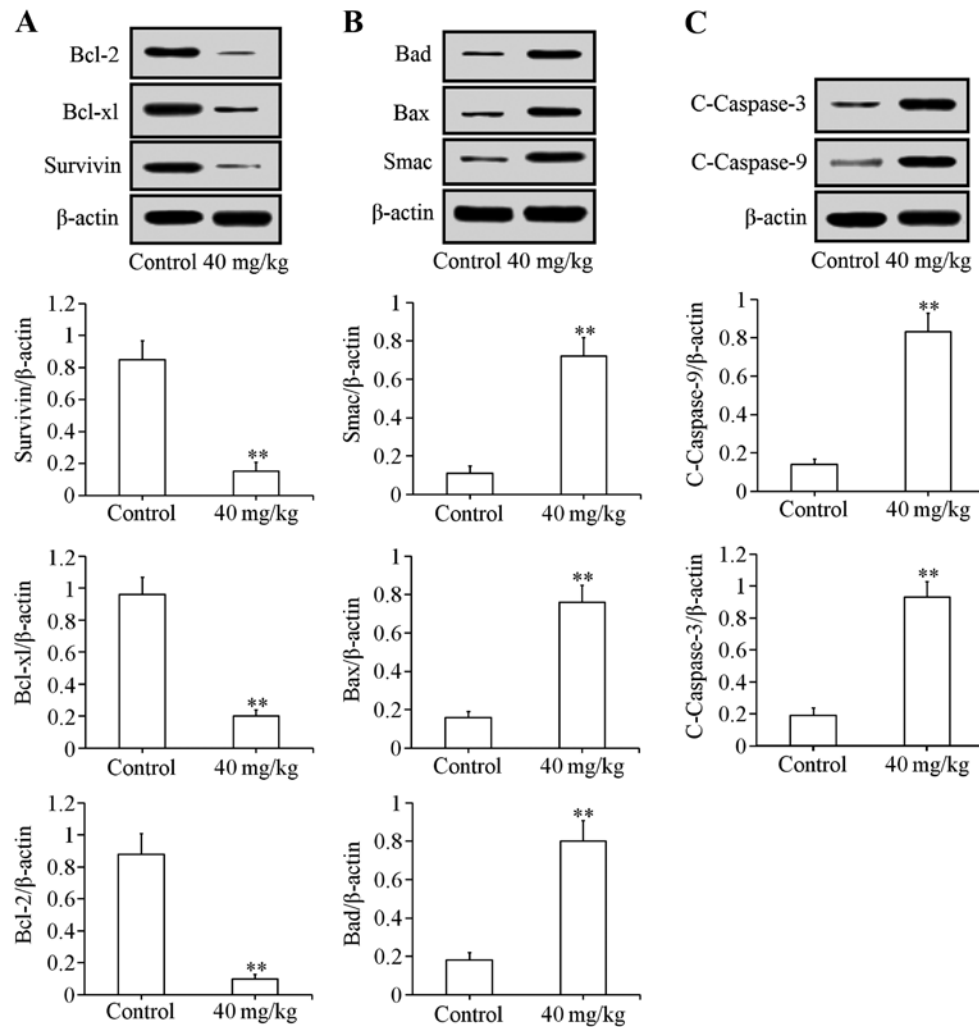 A
Bcl-2
Bcl-xl
Survivin
β-actin
Control 40 mg/kg
1.2
1
0.8
0.6
0.4
0.2
0
Survivin/β-actin
**
Control 40 mg/kg
1.2
1
0.8
0.6
0.4
0.2
0
Bcl-xl/β-actin
**
Control 40 mg/kg
1.2
1
0.8
0.6
0.4
0.2
0
Bcl-2/β-actin
**
Control 40 mg/kg
B
Bad
Bax
Smac
β-actin
Control 40 mg/kg
1
0.8
0.6
0.4
0.2
0
Smac/β-actin
**
Control 40 mg/kg
1
0.8
0.6
0.4
0.2
0
Bax/β-actin
**
Control 40 mg/kg
1
0.8
0.6
0.4
0.2
0
Bad/β-actin
**
Control 40 mg/kg
C
C-Caspase-3
C-Caspase-9
β-actin
Control 40 mg/kg
1
0.8
0.6
0.4
0.2
0
C-Caspase-9/β-actin
**
Control 40 mg/kg
1.2
1
0.8
0.6
0.4
0.2
0
C-Caspase-3/β-actin
**
Control 40 mg/kg